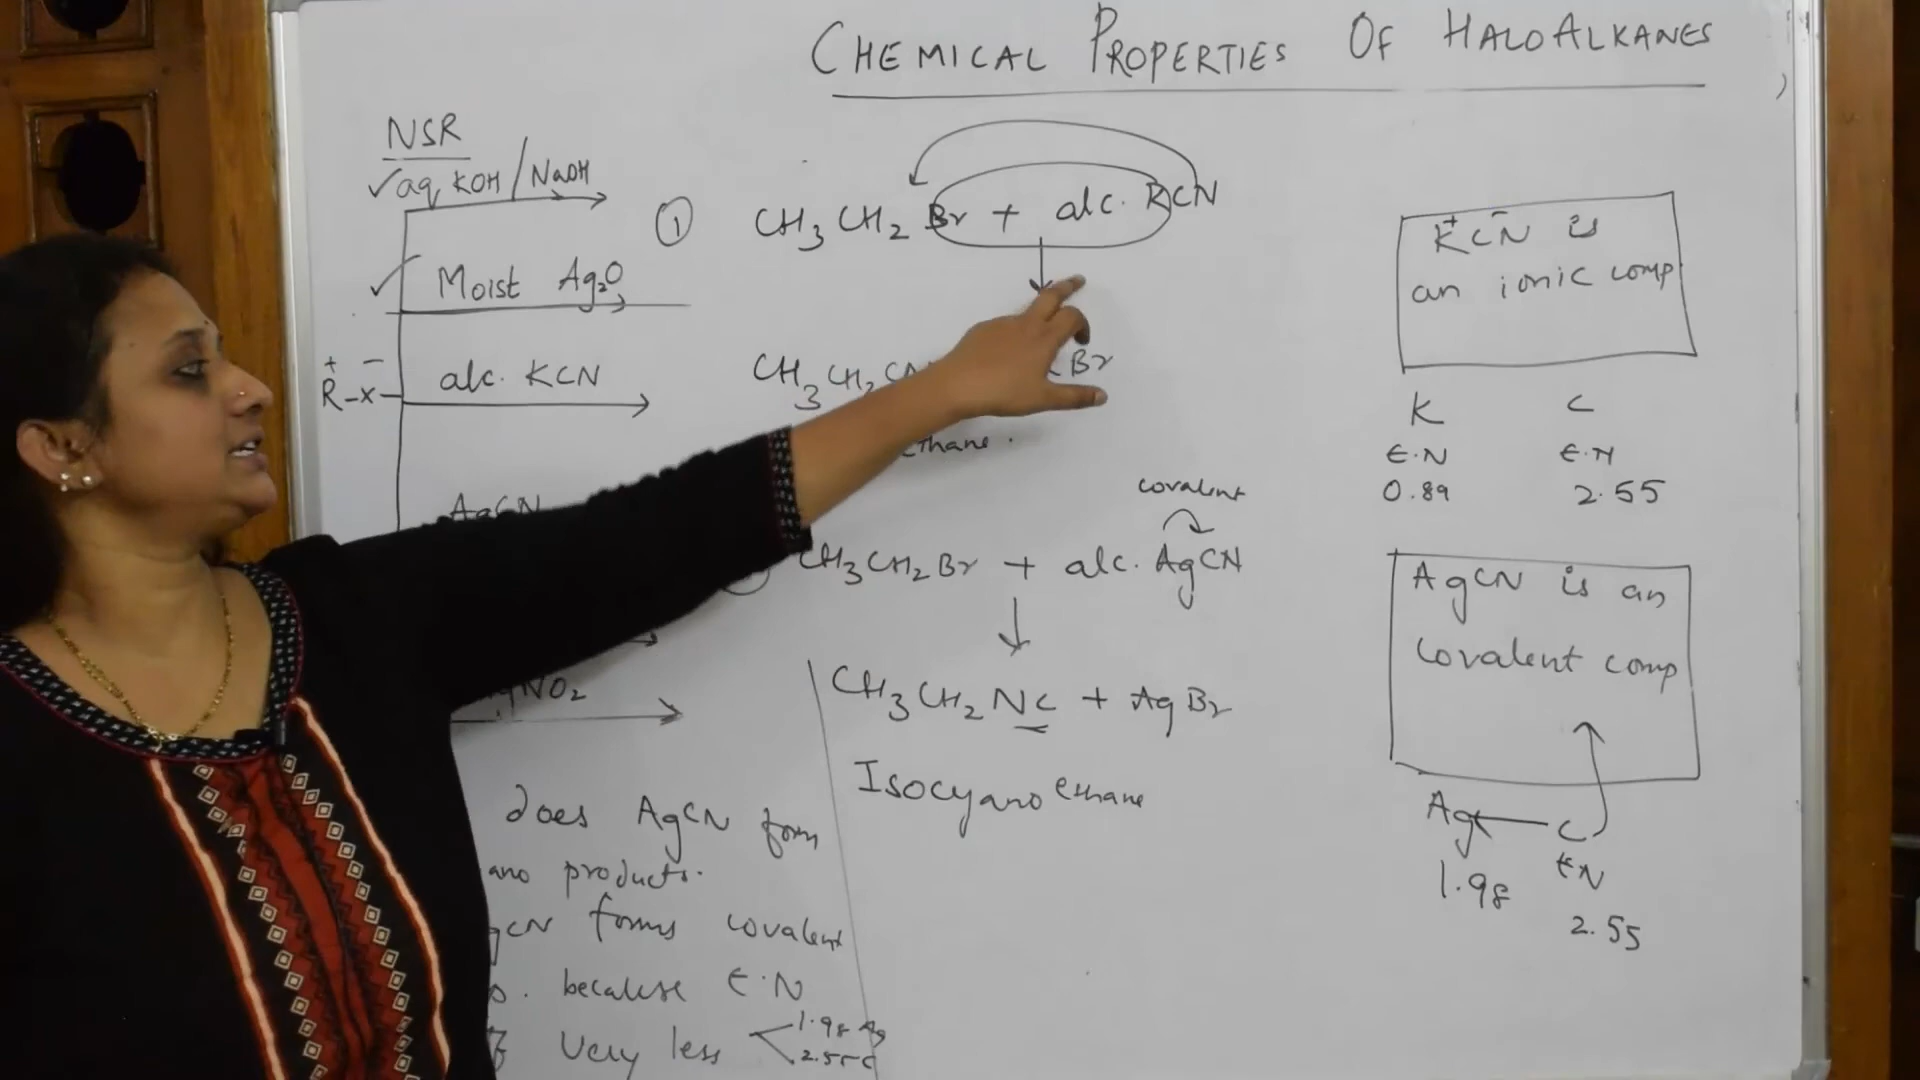 CHEMICAL PROPERTIES OF HALOALKANES
NSR
✓aq. KOH/NaOH
✓ Moist Ag₂O
R⁺-X⁻
alc. KCN
AgCN
NO₂
① CH₃CH₂Br + alc. KCN
CH₃CH₂CN
Br
ethane.
covalent
CH₃CH₂Br + alc. AgCN
CH₃CH₂NC + AgBr
Isocyanoethane
does AgCN form
ano products.
gCN forms covalent
. because E.N
Very less
1.98 Ag
2.55 C
K⁺CN⁻ is
an ionic comp
K C
E.N E.N
0.89 2.55
AgCN is an
covalent comp
Ag C
1.98 EN
2.55